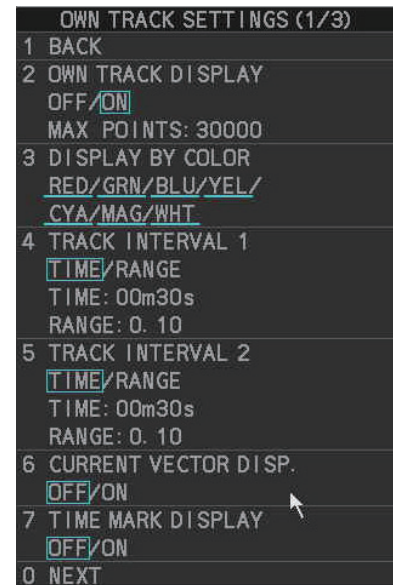 OWN TRACK SETTINGS (1/3)
1 BACK
2 OWN TRACK DISPLAY
OFF/ON
MAX POINTS: 30000
3 DISPLAY BY COLOR
RED/GRN/BLU/YEL/
CYA/MAG/WHT
4 TRACK INTERVAL 1
TIME/RANGE
TIME: 00m30s
RANGE: 0. 10
5 TRACK INTERVAL 2
TIME/RANGE
TIME: 00m30s
RANGE: 0. 10
6 CURRENT VECTOR DISP.
OFF/ON
7 TIME MARK DISPLAY
OFF/ON
0 NEXT